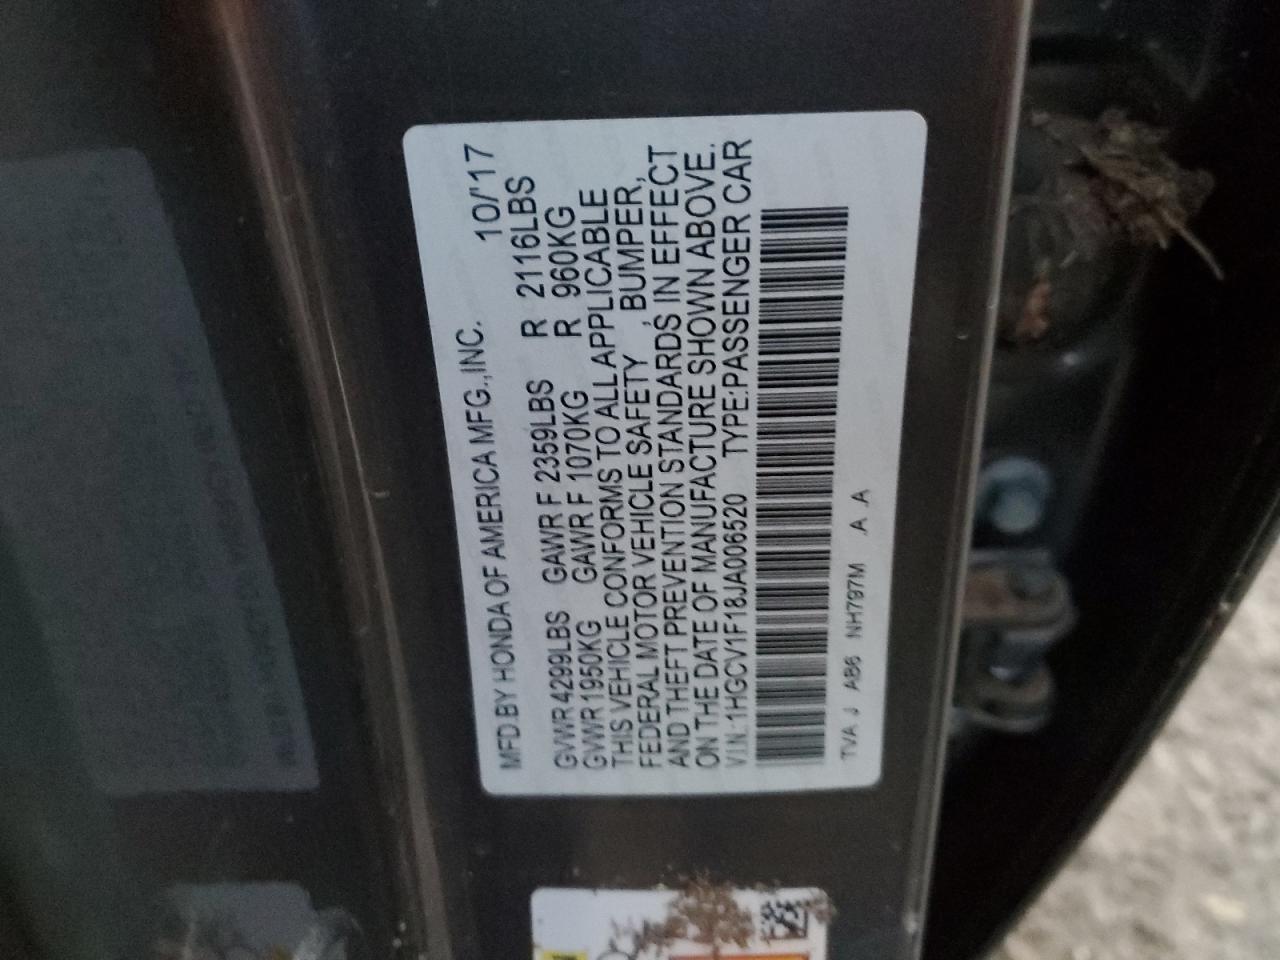 MFD.BY HONDA OF AMERICA MFG.,INC. 10/'17
GVWR 4299LBS GAWR F 2359LBS R 2116LBS
GVWR 1950KG GAWR F 1070KG R 960KG
THIS VEHICLE CONFORMS TO ALL APPLICABLE
FEDERAL MOTOR VEHICLE SAFETY , BUMPER,
AND THEFT PREVENTION STANDARDS IN EFFECT
ON THE DATE OF MANUFACTURE SHOWN ABOVE.
V.I.N.:1HGCV1F18JA006520 TYPE:PASSENGER CAR
TVA J AB6 NH797M A A